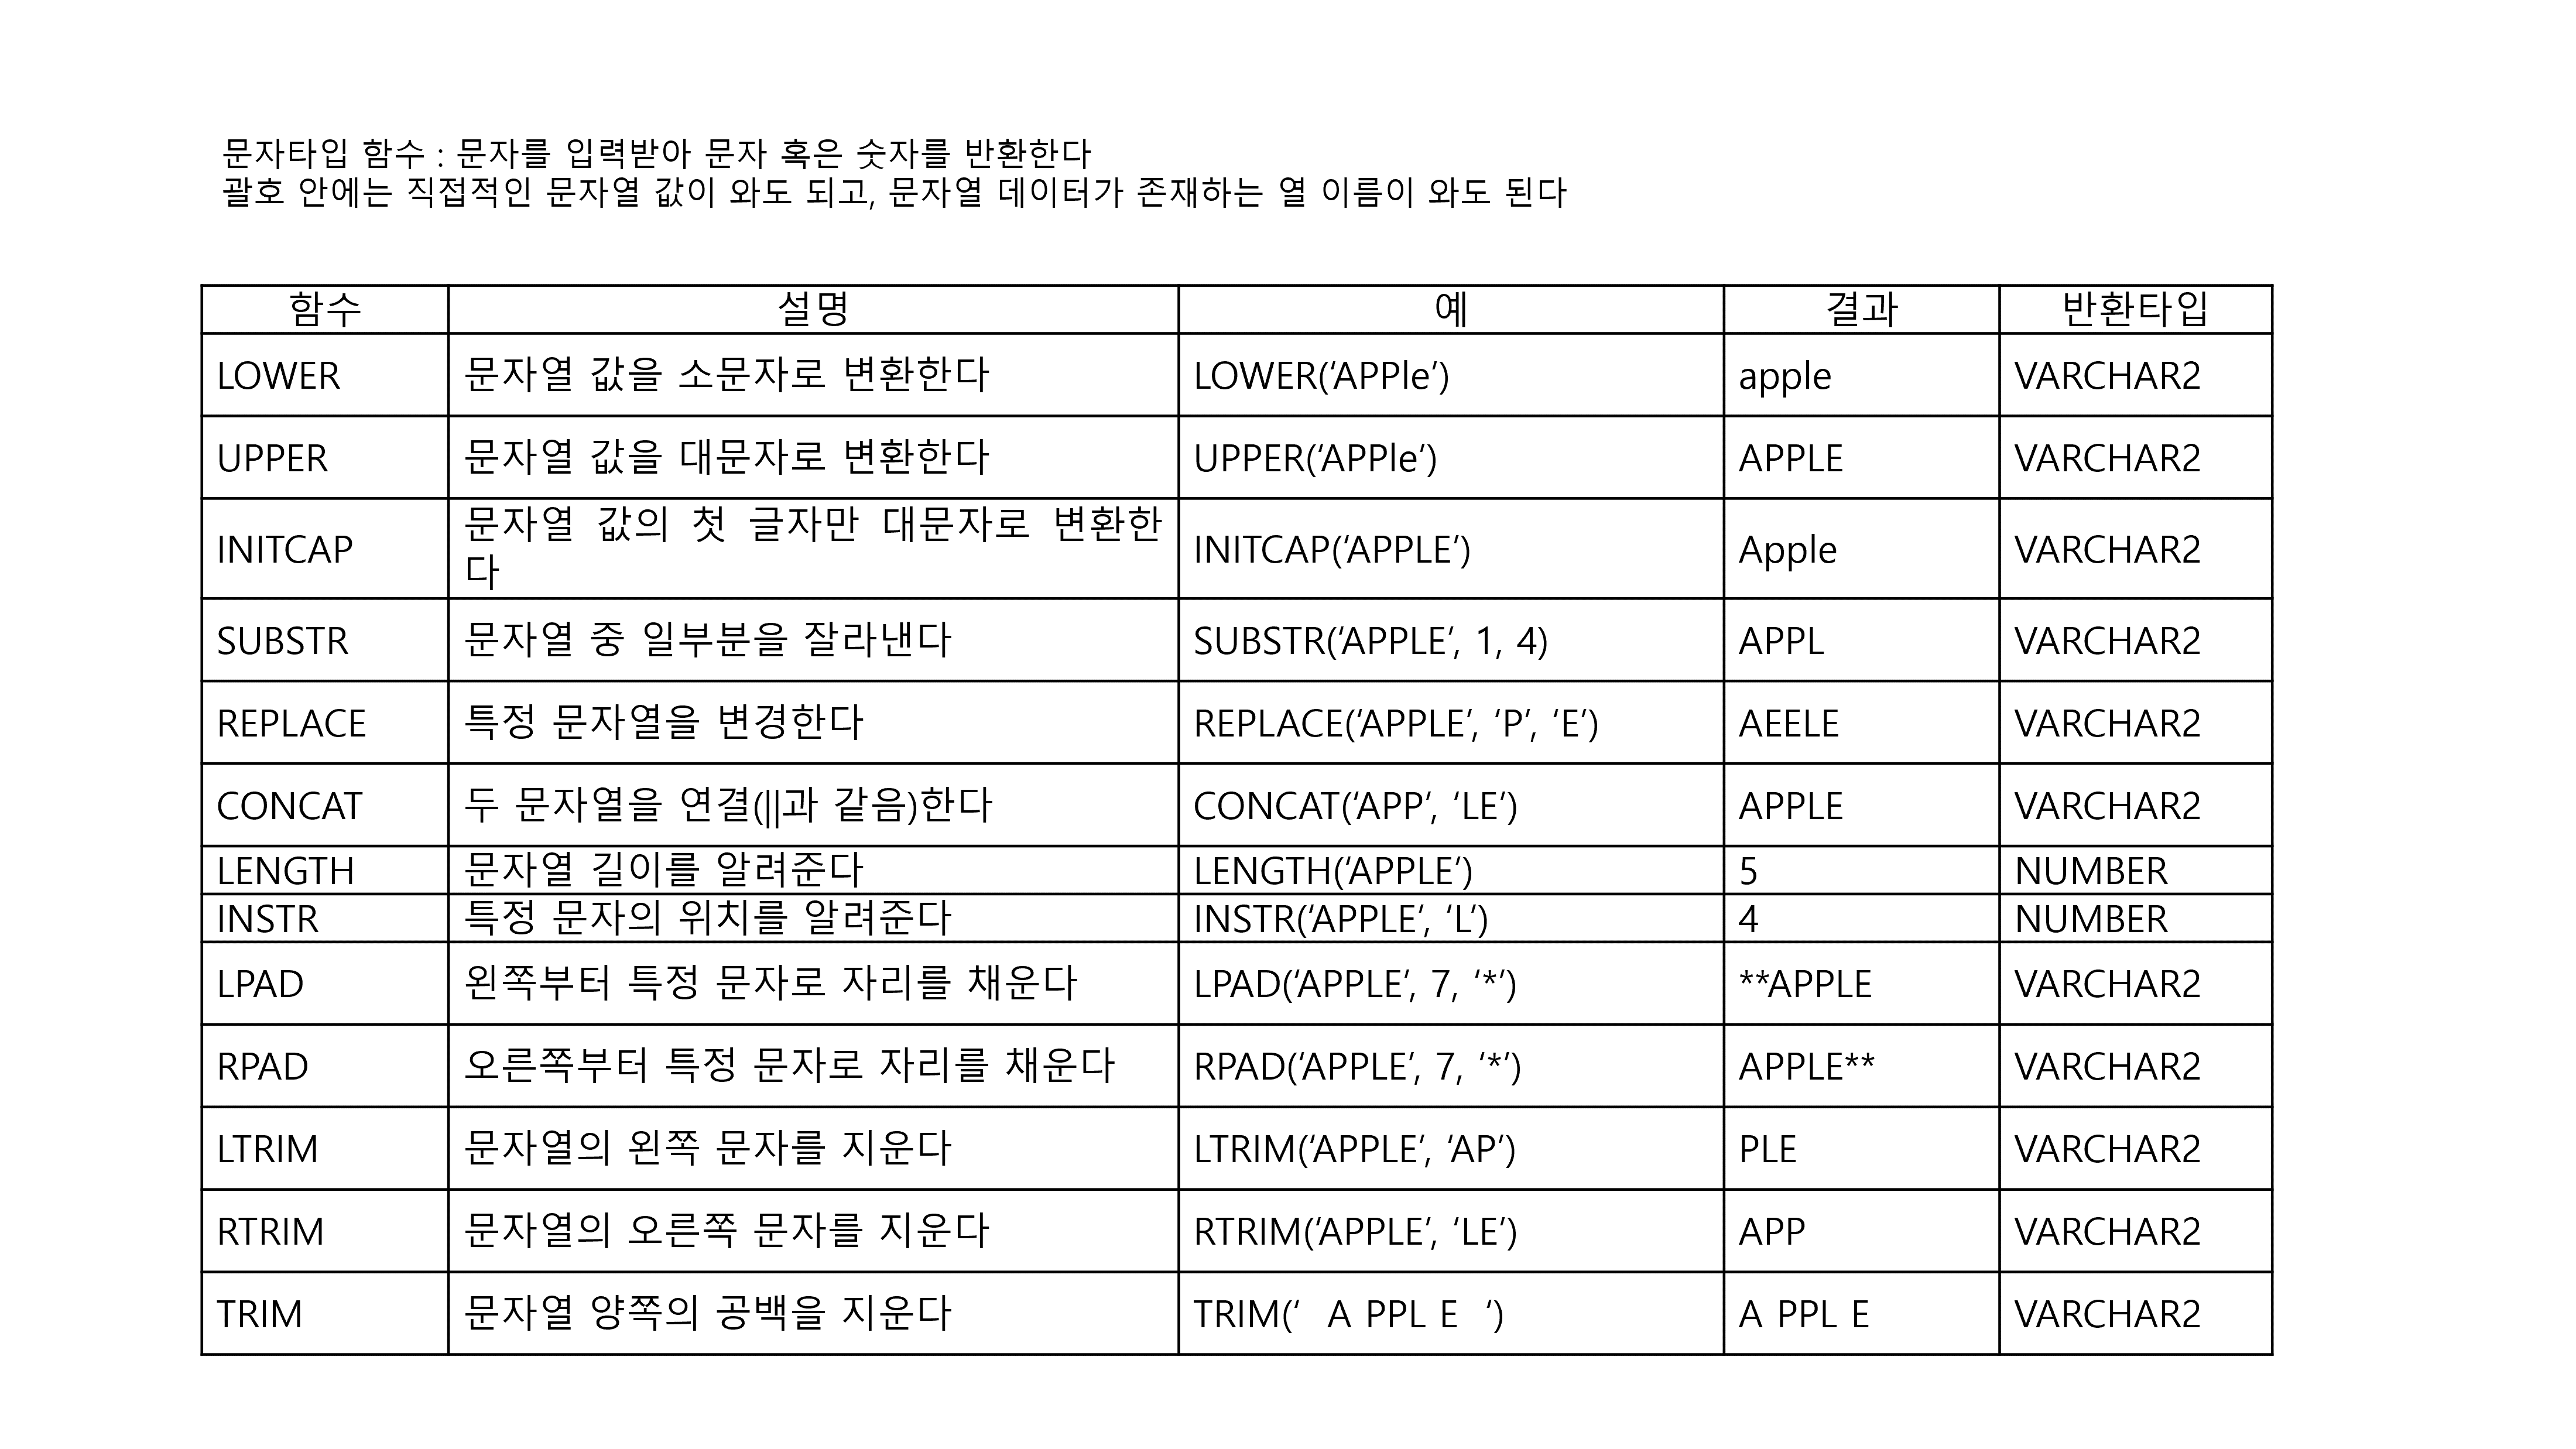 문자타입 함수 : 문자를 입력받아 문자 혹은 숫자를 반환한다
괄호 안에는 직접적인 문자열 값이 와도 되고, 문자열 데이터가 존재하는 열 이름이 와도 된다
함수 설명 예 결과 반환타입
LOWER 문자열 값을 소문자로 변환한다 LOWER(‘APPle’) apple VARCHAR2
UPPER 문자열 값을 대문자로 변환한다 UPPER(‘APPle’) APPLE VARCHAR2
INITCAP 문자열 값의 첫 글자만 대문자로 변환한
다 INITCAP(‘APPLE’) Apple VARCHAR2
SUBSTR 문자열 중 일부분을 잘라낸다 SUBSTR(‘APPLE’, 1, 4) APPL VARCHAR2
REPLACE 특정 문자열을 변경한다 REPLACE(‘APPLE’, ‘P’, ‘E’) AEELE VARCHAR2
CONCAT 두 문자열을 연결(||과 같음)한다 CONCAT(‘APP’, ‘LE’) APPLE VARCHAR2
LENGTH 문자열 길이를 알려준다 LENGTH(‘APPLE’) 5 NUMBER
INSTR 특정 문자의 위치를 알려준다 INSTR(‘APPLE’, ‘L’) 4 NUMBER
LPAD 왼쪽부터 특정 문자로 자리를 채운다 LPAD(‘APPLE’, 7, ‘*’) **APPLE VARCHAR2
RPAD 오른쪽부터 특정 문자로 자리를 채운다 RPAD(‘APPLE’, 7, ‘*’) APPLE** VARCHAR2
LTRIM 문자열의 왼쪽 문자를 지운다 LTRIM(‘APPLE’, ‘AP’) PLE VARCHAR2
RTRIM 문자열의 오른쪽 문자를 지운다 RTRIM(‘APPLE’, ‘LE’) APP VARCHAR2
TRIM 문자열 양쪽의 공백을 지운다 TRIM(‘  A PPL E  ‘) A PPL E VARCHAR2